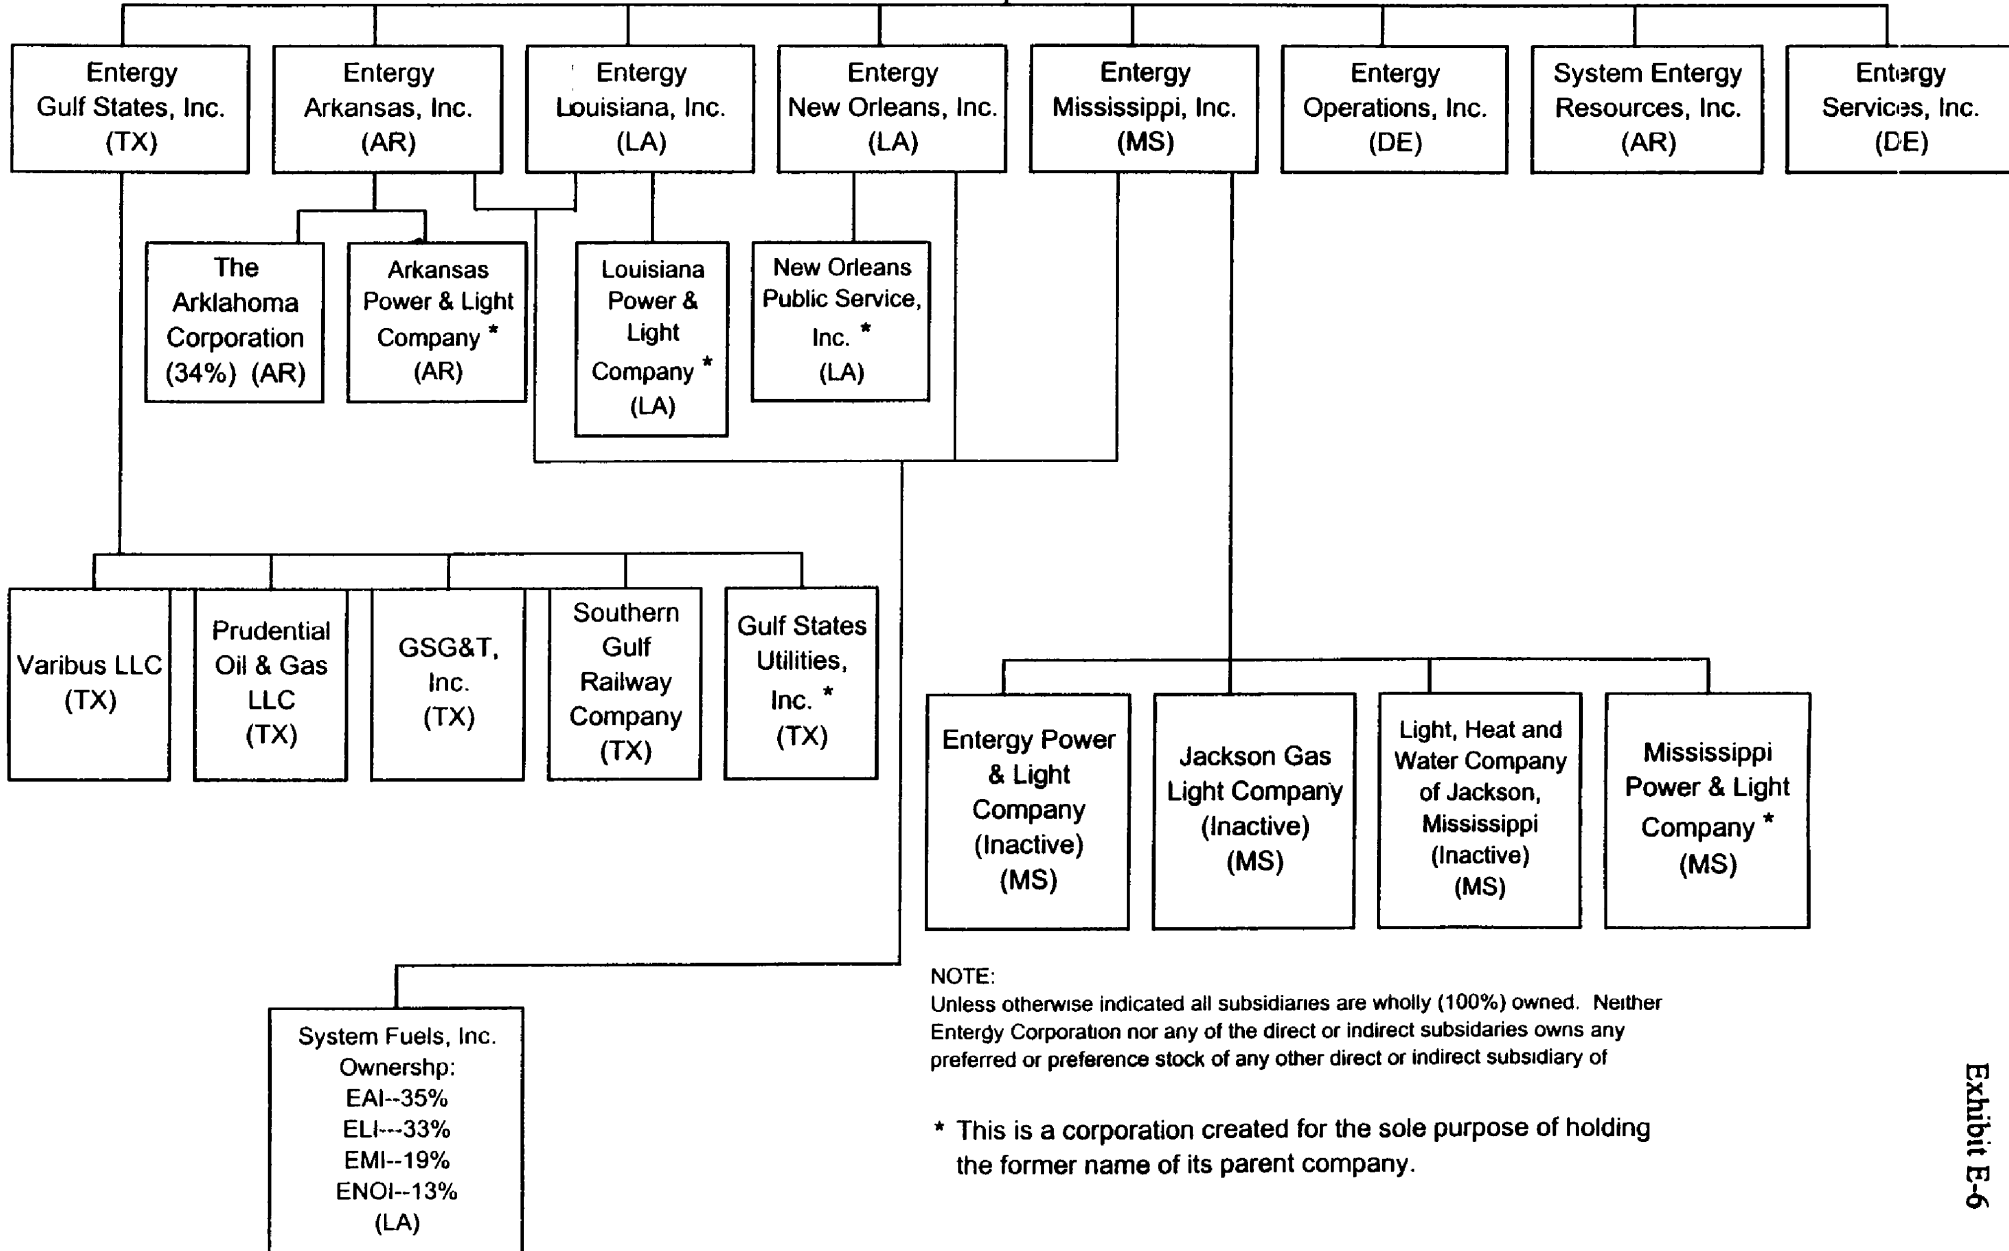 Entergy
Gulf States, Inc.
(TX)
Entergy
Arkansas, Inc.
(AR)
Entergy
Louisiana, Inc.
(LA)
Entergy
New Orleans, Inc.
(LA)
Entergy
Mississippi, Inc.
(MS)
Entergy
Operations, Inc.
(DE)
System Entergy
Resources, Inc.
(AR)
Entergy
Services, Inc.
(DE)
The
Arklahoma
Corporation
(34%) (AR)
Arkansas
Power & Light
Company *
(AR)
Louisiana
Power &
Light
Company *
(LA)
New Orleans
Public Service,
Inc. *
(LA)
Varibus LLC
(TX)
Prudential
Oil & Gas
LLC
(TX)
GSG&T,
Inc.
(TX)
Southern
Gulf
Railway
Company
(TX)
Gulf States
Utilities,
Inc. *
(TX)
Entergy Power
& Light
Company
(Inactive)
(MS)
Jackson Gas
Light Company
(Inactive)
(MS)
Light, Heat and
Water Company
of Jackson,
Mississippi
(Inactive)
(MS)
Mississippi
Power & Light
Company *
(MS)
System Fuels, Inc.
Ownershp:
EAI--35%
ELI---33%
EMI--19%
ENOI--13%
(LA)
NOTE:
Unless otherwise indicated all subsidiaries are wholly (100%) owned. Neither
Entergy Corporation nor any of the direct or indirect subsidaries owns any
preferred or preference stock of any other direct or indirect subsidiary of
* This is a corporation created for the sole purpose of holding
the former name of its parent company.
Exhibit E-6